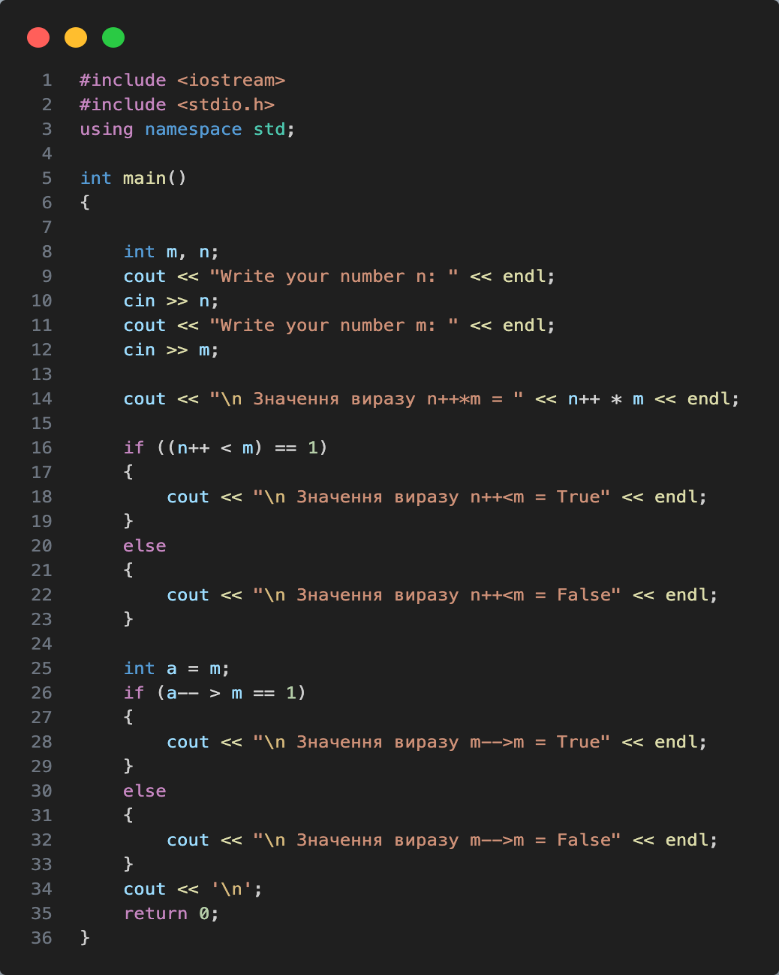 1 #include <iostream>
2 #include <stdio.h>
3 using namespace std;
4
5 int main()
6 {
7
8     int m, n;
9     cout << "Write your number n: " << endl;
10     cin >> n;
11     cout << "Write your number m: " << endl;
12     cin >> m;
13
14     cout << "\n Значення виразу n++*m = " << n++ * m << endl;
15
16     if ((n++ < m) == 1)
17     {
18         cout << "\n Значення виразу n++<m = True" << endl;
19     }
20     else
21     {
22         cout << "\n Значення виразу n++<m = False" << endl;
23     }
24
25     int a = m;
26     if (a-- > m == 1)
27     {
28         cout << "\n Значення виразу m-->m = True" << endl;
29     }
30     else
31     {
32         cout << "\n Значення виразу m-->m = False" << endl;
33     }
34     cout << '\n';
35     return 0;
36 }